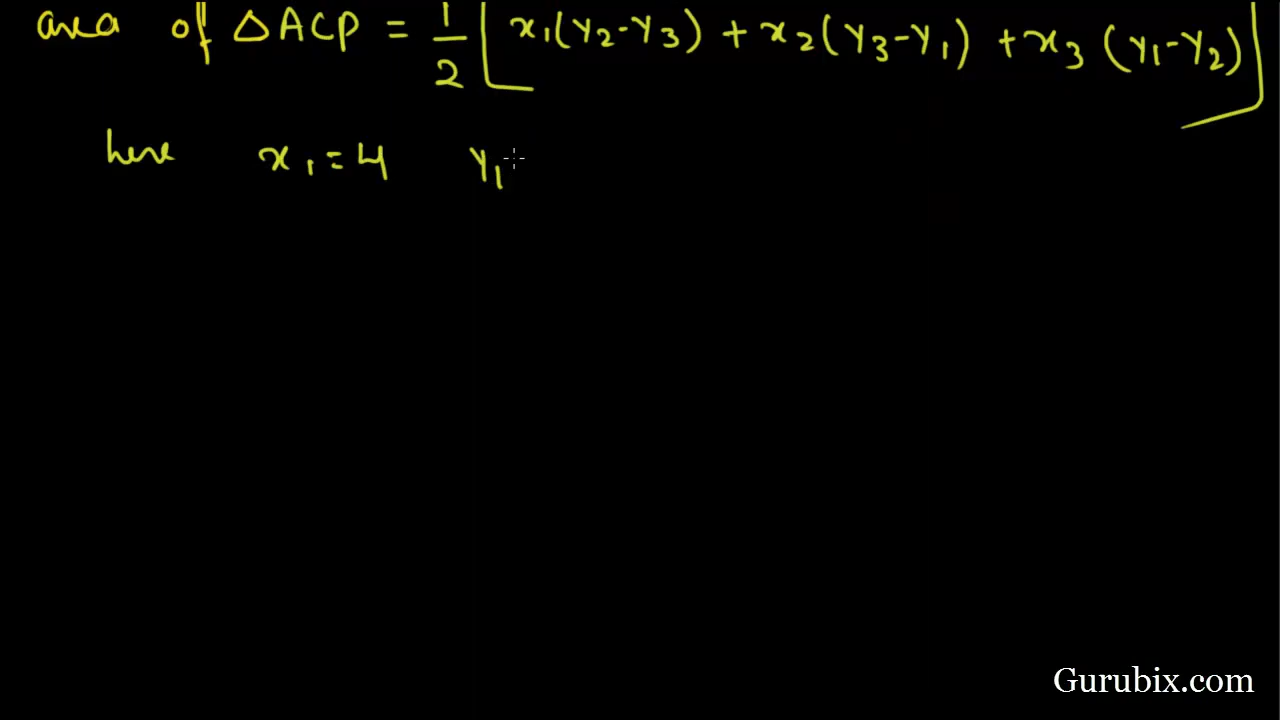 area of △ACP = 1/2 [x₁(y₂-y₃) + x₂(y₃-y₁) + x₃(y₁-y₂)]
here x₁=4 y₁
Gurubix.com